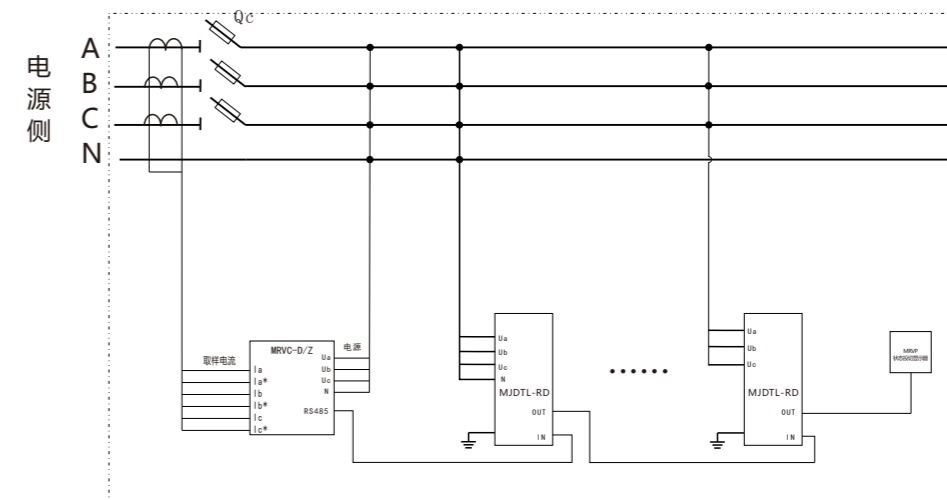 Qc
电源侧
A
B
C
N
取样电流
MRVC-D/Z
Ia
Ia*
Ib
Ib*
Ic
Ic*
Ua
Ub
Uc
N
RS485
电源
Ua
Ub
Uc
N
MJDTL-RD
OUT
IN
······
Ua
Ub
Uc
MJDTL-RD
OUT
IN
MRVP